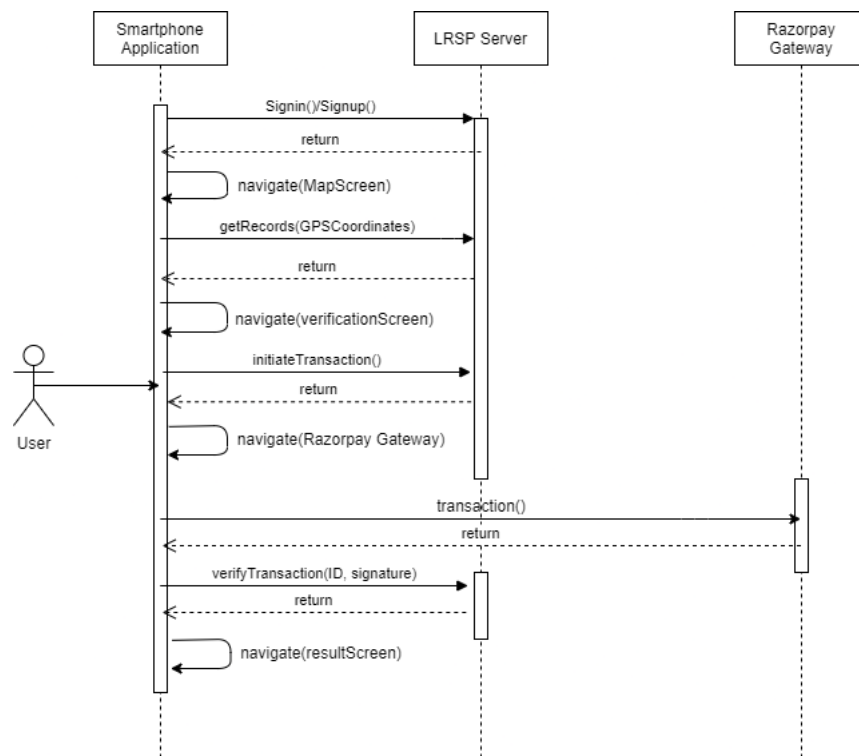 Smartphone
Application
LRSP Server
Razorpay
Gateway
Signin()/Signup()
return
navigate(MapScreen)
getRecords(GPSCoordinates)
return
navigate(verificationScreen)
initiateTransaction()
return
User
navigate(Razorpay Gateway)
transaction()
return
verifyTransaction(ID, signature)
return
navigate(resultScreen)